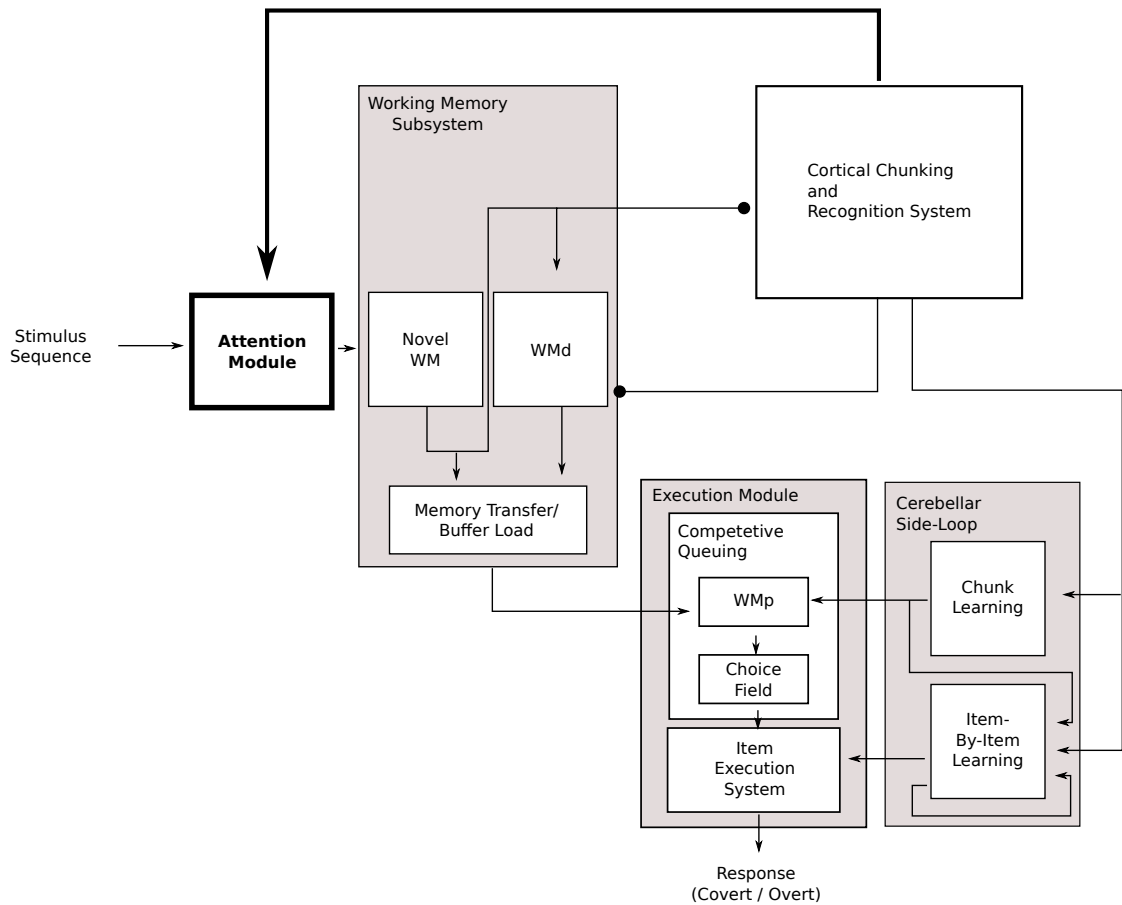 Working Memory
Subsystem
Cortical Chunking
and
Recognition System
Stimulus
Sequence
Attention
Module
Novel
WM
WMd
Memory Transfer/
Buffer Load
Execution Module
Competetive
Queuing
WMp
Choice
Field
Item
Execution
System
Cerebellar
Side-Loop
Chunk
Learning
Item-
By-Item
Learning
Response
(Covert / Overt)